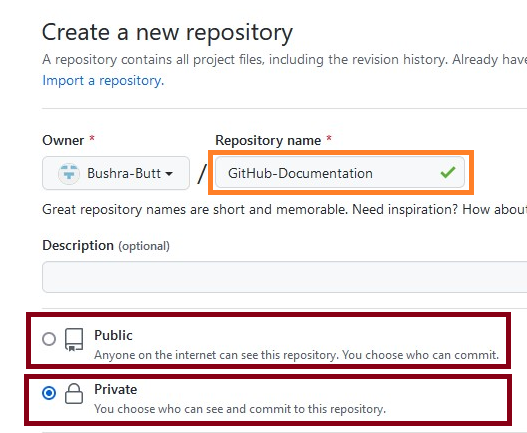 Create a new repository
A repository contains all project files, including the revision history. Already have
Import a repository.
Owner *
Repository name *
Bushra-Butt
/
GitHub-Documentation
Great repository names are short and memorable. Need inspiration? How about
Description (optional)
Public
Anyone on the internet can see this repository. You choose who can commit.
Private
You choose who can see and commit to this repository.